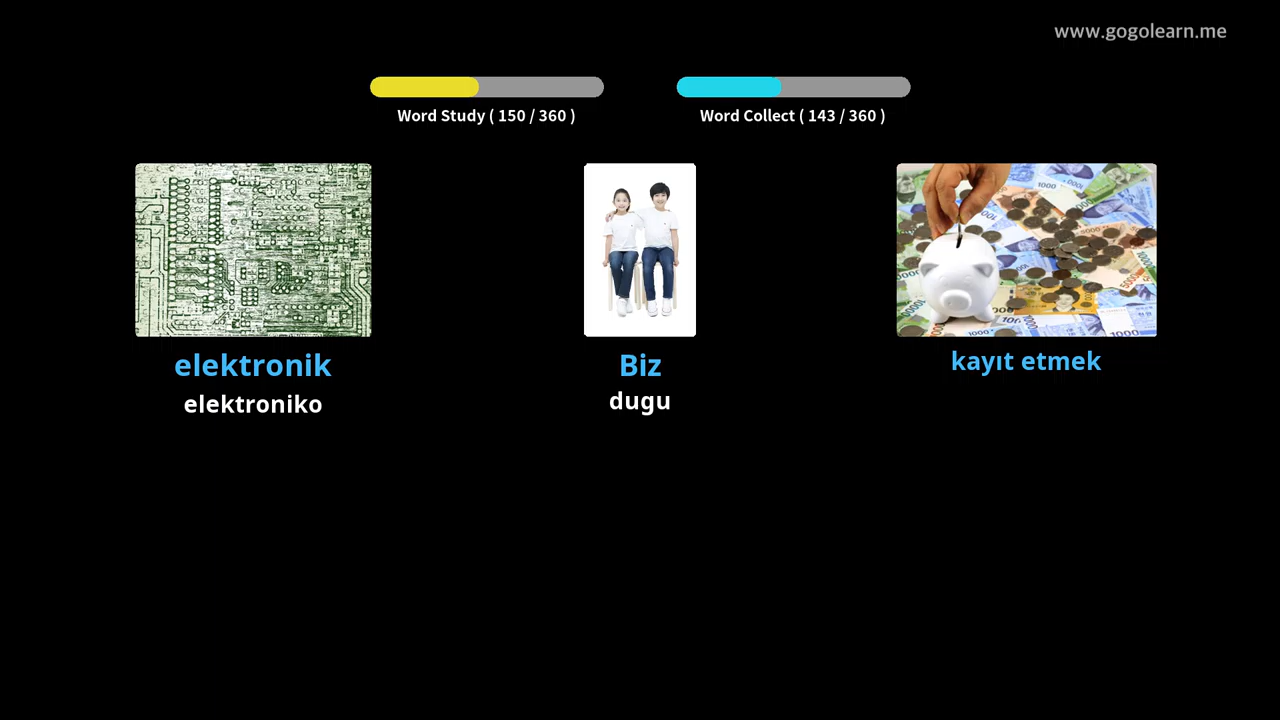 www.gogolearn.me
Word Study ( 150 / 360 )
Word Collect ( 143 / 360 )
elektronik
elektroniko
Biz
dugu
kayıt etmek